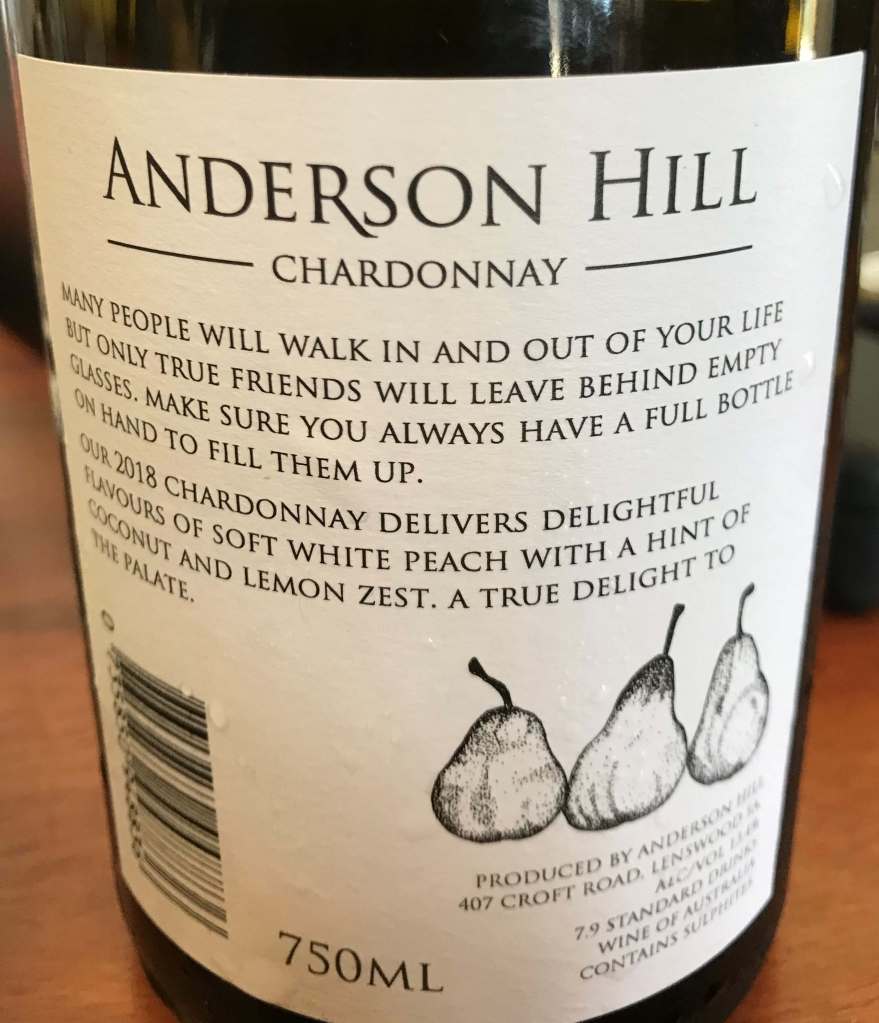 ANDERSON HILL
CHARDONNAY
MANY PEOPLE WILL WALK IN AND OUT OF YOUR LIFE
BUT ONLY TRUE FRIENDS WILL LEAVE BEHIND EMPTY
GLASSES. MAKE SURE YOU ALWAYS HAVE A FULL BOTTLE
ON HAND TO FILL THEM UP.
OUR 2018 CHARDONNAY DELIVERS DELIGHTFUL
FLAVOURS OF SOFT WHITE PEACH WITH A HINT OF
COCONUT AND LEMON ZEST. A TRUE DELIGHT TO
THE PALATE.
PRODUCED BY ANDERSON HILL
407 CROFT ROAD, LENSWOOD, SA
ALC/VOL
7.9 STANDARD DRINKS
WINE OF AUSTRALIA
CONTAINS SULPHITES
750ML